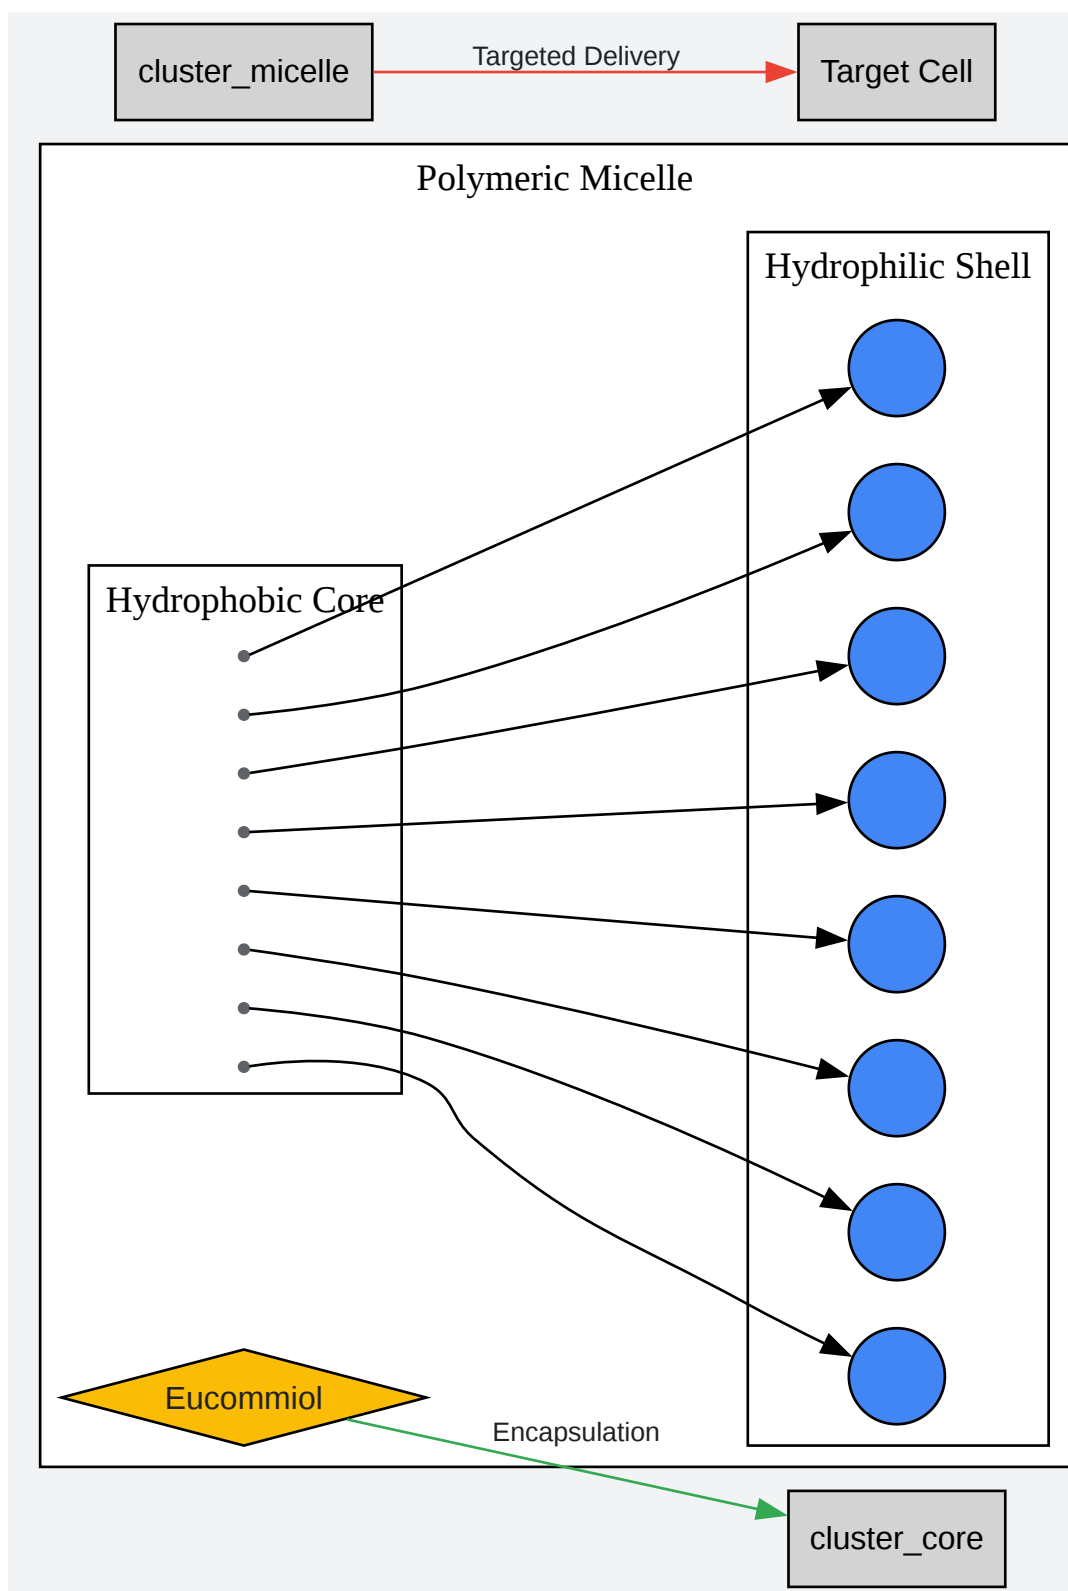 cluster_micelle
Targeted Delivery
Target Cell
Polymeric Micelle
Hydrophilic Shell
Hydrophobic Core
Eucommiol
Encapsulation
cluster_core